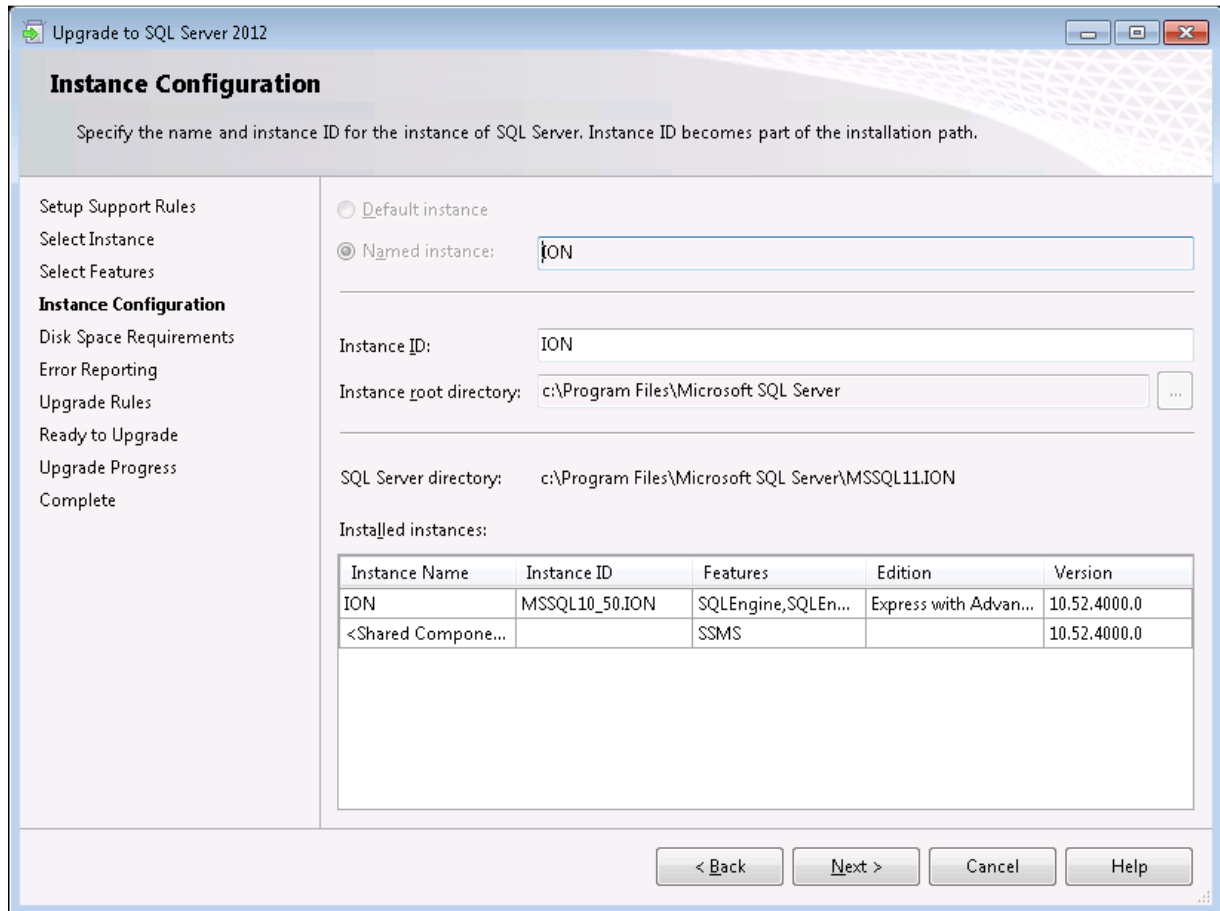 Upgrade to SQL Server 2012
Instance Configuration
Specify the name and instance ID for the instance of SQL Server. Instance ID becomes part of the installation path.
Setup Support Rules
Select Instance
Select Features
Instance Configuration
Disk Space Requirements
Error Reporting
Upgrade Rules
Ready to Upgrade
Upgrade Progress
Complete
Default instance
Named instance: ION
Instance ID: ION
Instance root directory: c:\Program Files\Microsoft SQL Server ...
SQL Server directory: c:\Program Files\Microsoft SQL Server\MSSQL11.ION
Installed instances:
Instance Name Instance ID Features Edition Version
ION MSSQL10_50.ION SQLEngine,SQLEn... Express with Advan... 10.52.4000.0
<Shared Compone... SSMS 10.52.4000.0
< Back Next > Cancel Help